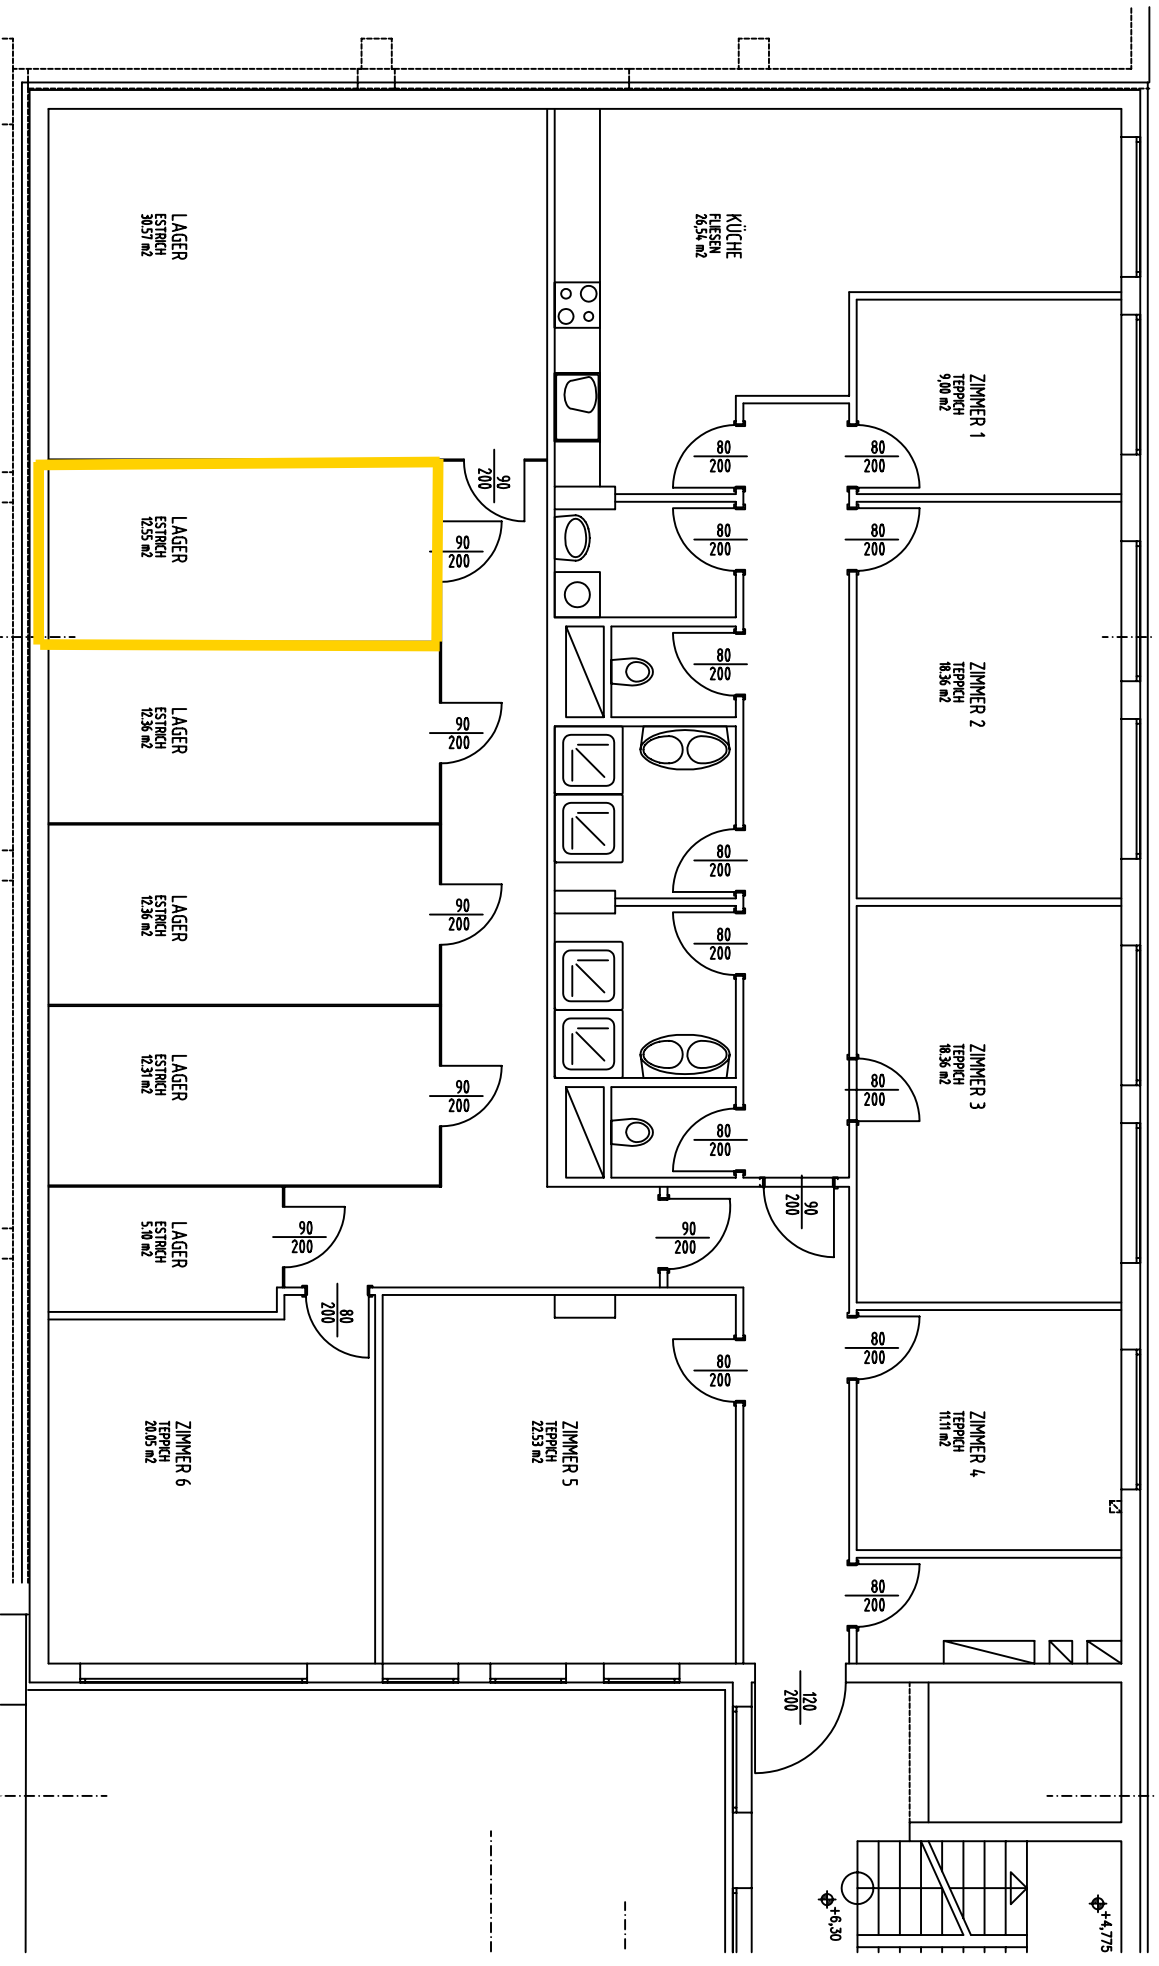 LAGER
ESTRICH
30.57 m2
KÜCHE
FLIESEN
26,54 m2
ZIMMER 1
TEPPICH
9,00 m2
80
200
80
200
90
200
LAGER
ESTRICH
12.55 m2
90
200
80
200
80
200
80
200
ZIMMER 2
TEPPICH
18.36 m2
LAGER
ESTRICH
12.36 m2
90
200
80
200
LAGER
ESTRICH
12.36 m2
90
200
80
200
ZIMMER 3
TEPPICH
18.36 m2
LAGER
ESTRICH
12.31 m2
90
200
80
200
80
200
90
200
LAGER
ESTRICH
5.10 m2
90
200
90
200
80
200
80
200
80
200
ZIMMER 6
TEPPICH
20.05 m2
ZIMMER 5
TEPPICH
22.53 m2
ZIMMER 4
TEPPICH
11.11 m2
80
200
120
200
+6,30
+4,775